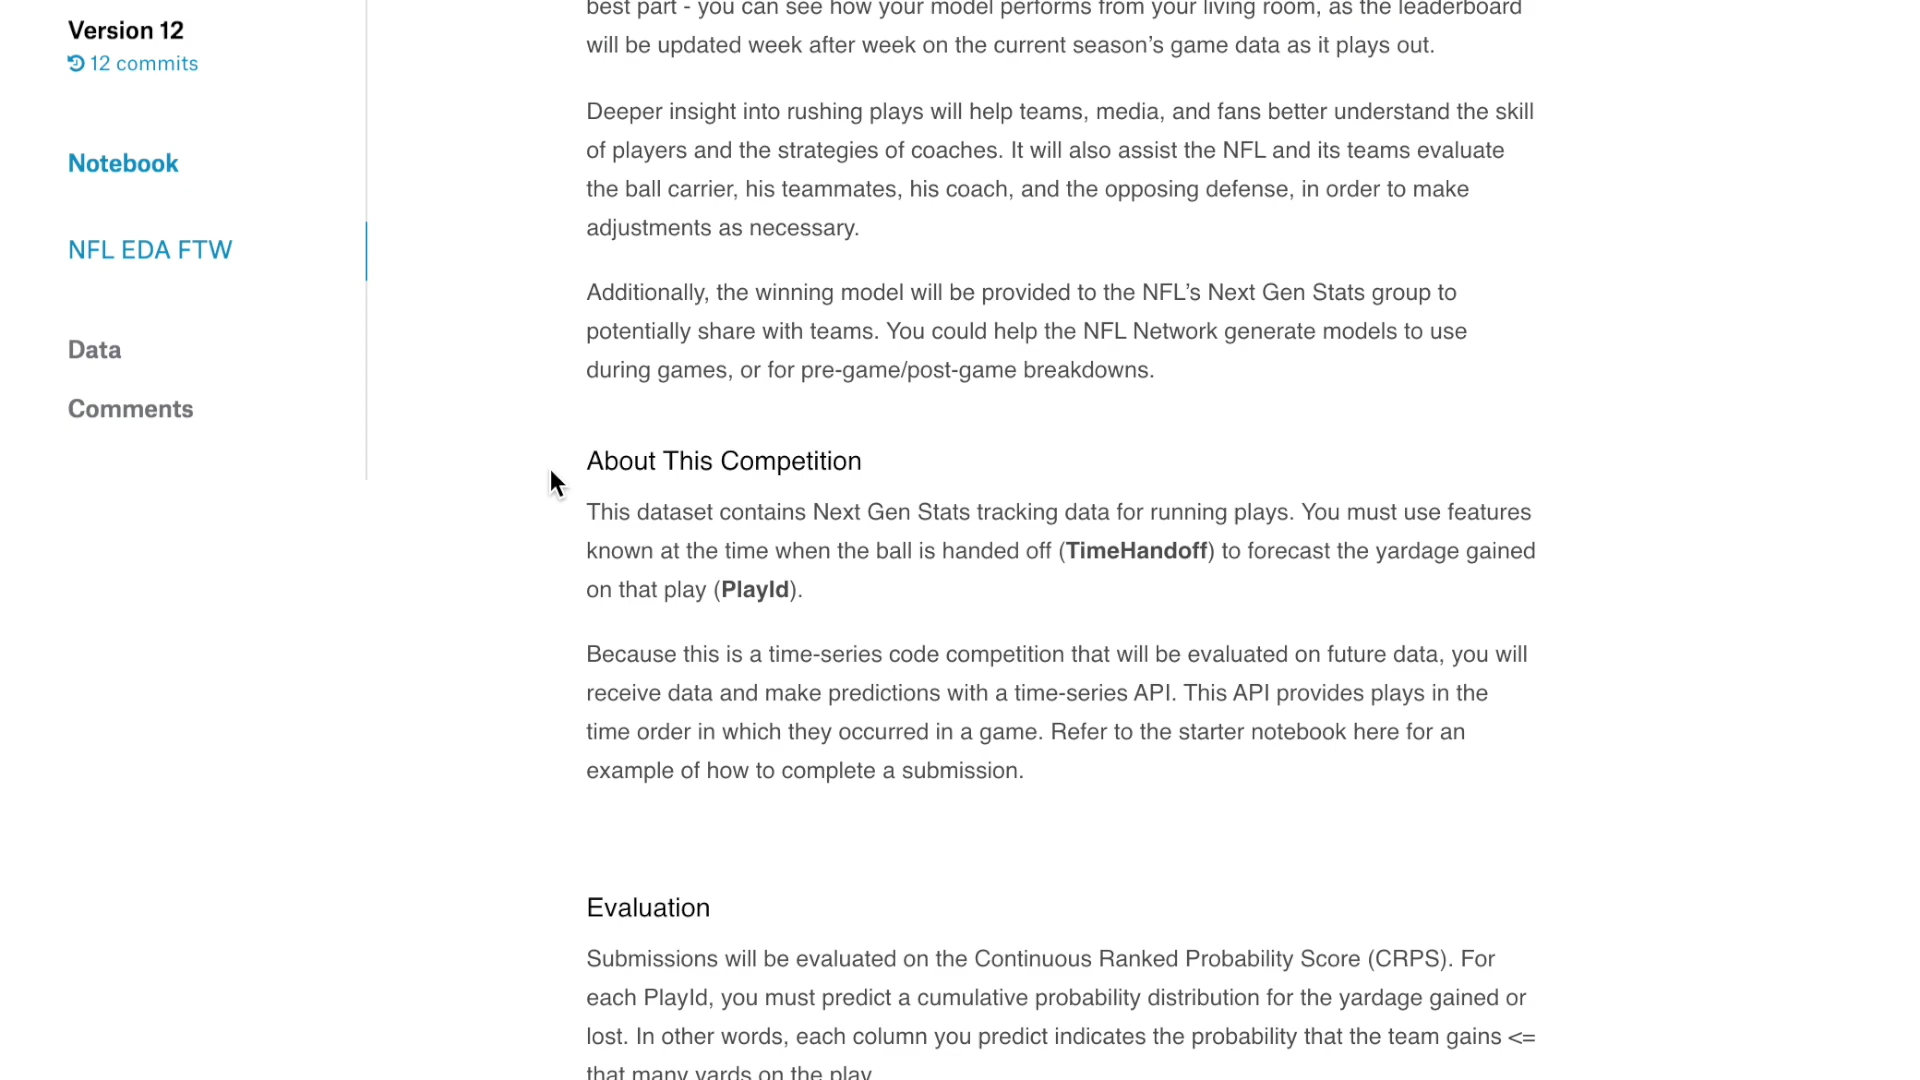 Version 12
12 commits
Notebook
NFL EDA FTW
Data
Comments
best part - you can see how your model performs from your living room, as the leaderboard
will be updated week after week on the current season’s game data as it plays out.
Deeper insight into rushing plays will help teams, media, and fans better understand the skill
of players and the strategies of coaches. It will also assist the NFL and its teams evaluate
the ball carrier, his teammates, his coach, and the opposing defense, in order to make
adjustments as necessary.
Additionally, the winning model will be provided to the NFL’s Next Gen Stats group to
potentially share with teams. You could help the NFL Network generate models to use
during games, or for pre-game/post-game breakdowns.
About This Competition
This dataset contains Next Gen Stats tracking data for running plays. You must use features
known at the time when the ball is handed off (TimeHandoff) to forecast the yardage gained
on that play (PlayId).
Because this is a time-series code competition that will be evaluated on future data, you will
receive data and make predictions with a time-series API. This API provides plays in the
time order in which they occurred in a game. Refer to the starter notebook here for an
example of how to complete a submission.
Evaluation
Submissions will be evaluated on the Continuous Ranked Probability Score (CRPS). For
each PlayId, you must predict a cumulative probability distribution for the yardage gained or
lost. In other words, each column you predict indicates the probability that the team gains <=
that many yards on the play